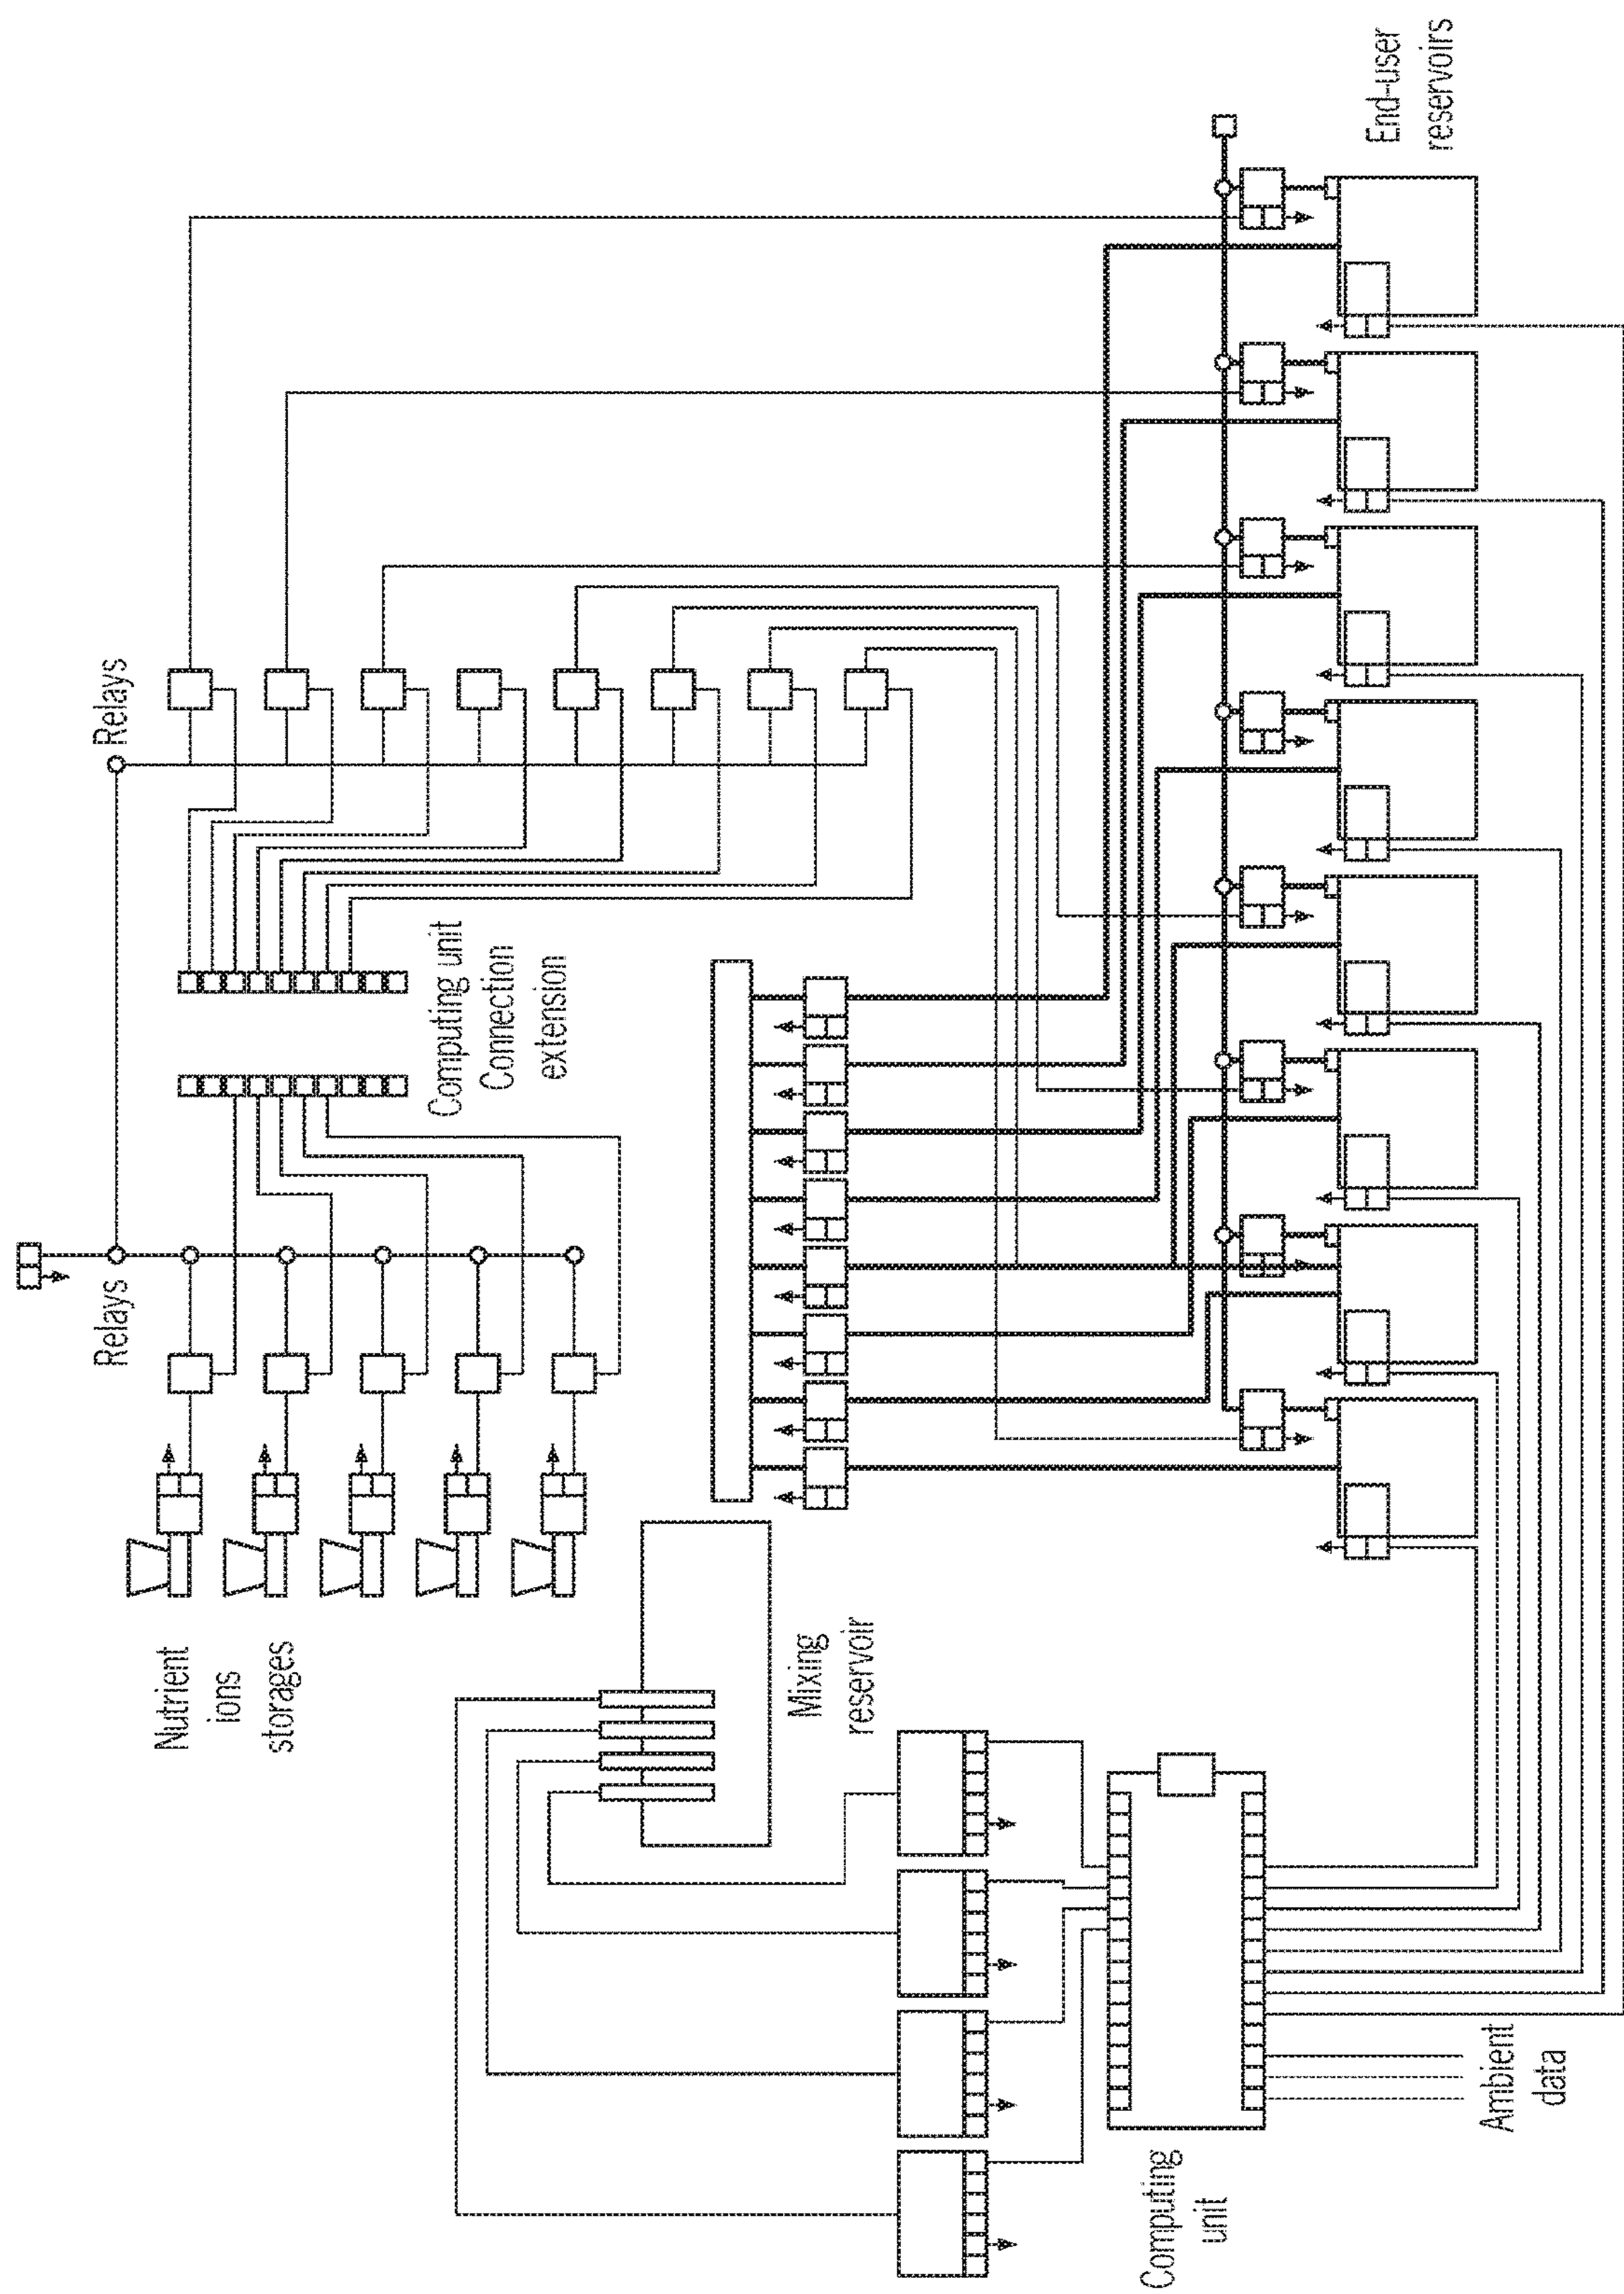 Nutrient
ions
storages
Relays
Relays
Computing unit
Connection
extension
Mixing
reservoir
Computing
unit
Ambient
data
End-user
reservoirs